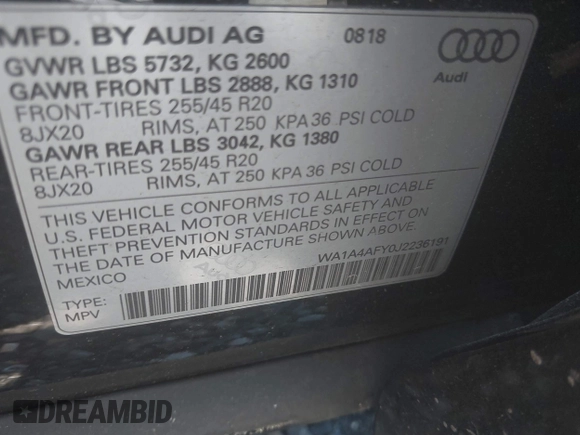 MFD. BY AUDI AG 0818
GVWR LBS 5732, KG 2600
GAWR FRONT LBS 2888, KG 1310
FRONT-TIRES 255/45 R20
8JX20 RIMS, AT 250 KPA 36 PSI COLD
GAWR REAR LBS 3042, KG 1380
REAR-TIRES 255/45 R20
8JX20 RIMS, AT 250 KPA 36 PSI COLD
Audi
THIS VEHICLE CONFORMS TO ALL APPLICABLE
U.S. FEDERAL MOTOR VEHICLE SAFETY AND
THEFT PREVENTION STANDARDS IN EFFECT ON
THE DATE OF MANUFACTURE SHOWN ABOVE.
MEXICO
WA1A4AFY0J2236191
TYPE:
MPV
DREAMBID